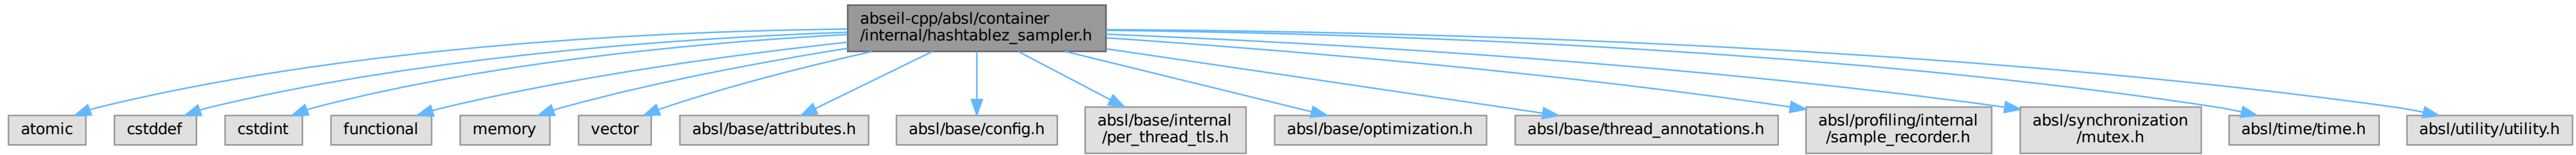 abseil-cpp/absl/container
/internal/hashtablez_sampler.h
atomic
cstddef
cstdint
functional
memory
vector
absl/base/attributes.h
absl/base/config.h
absl/base/internal
/per_thread_tls.h
absl/base/optimization.h
absl/base/thread_annotations.h
absl/profiling/internal
/sample_recorder.h
absl/synchronization
/mutex.h
absl/time/time.h
absl/utility/utility.h